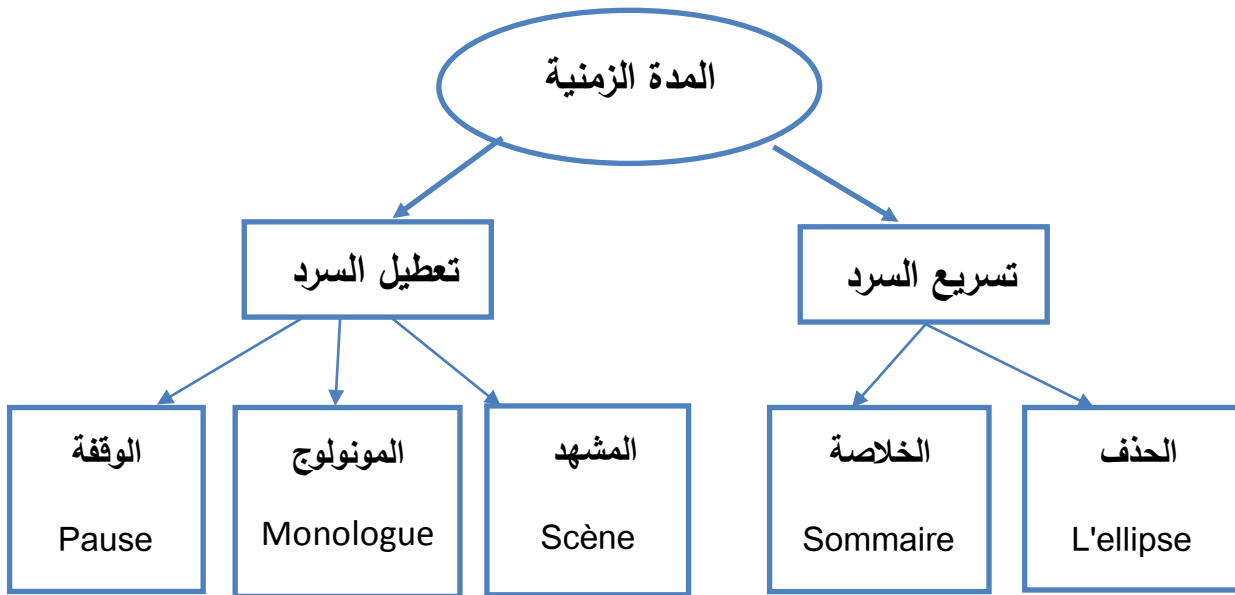 المدة الزمنية
تسريع السرد
تعطيل السرد
الحذف
L'ellipse
الخلاصة
Sommaire
المشهد
Scène
المونولوج
Monologue
الوقفة
Pause